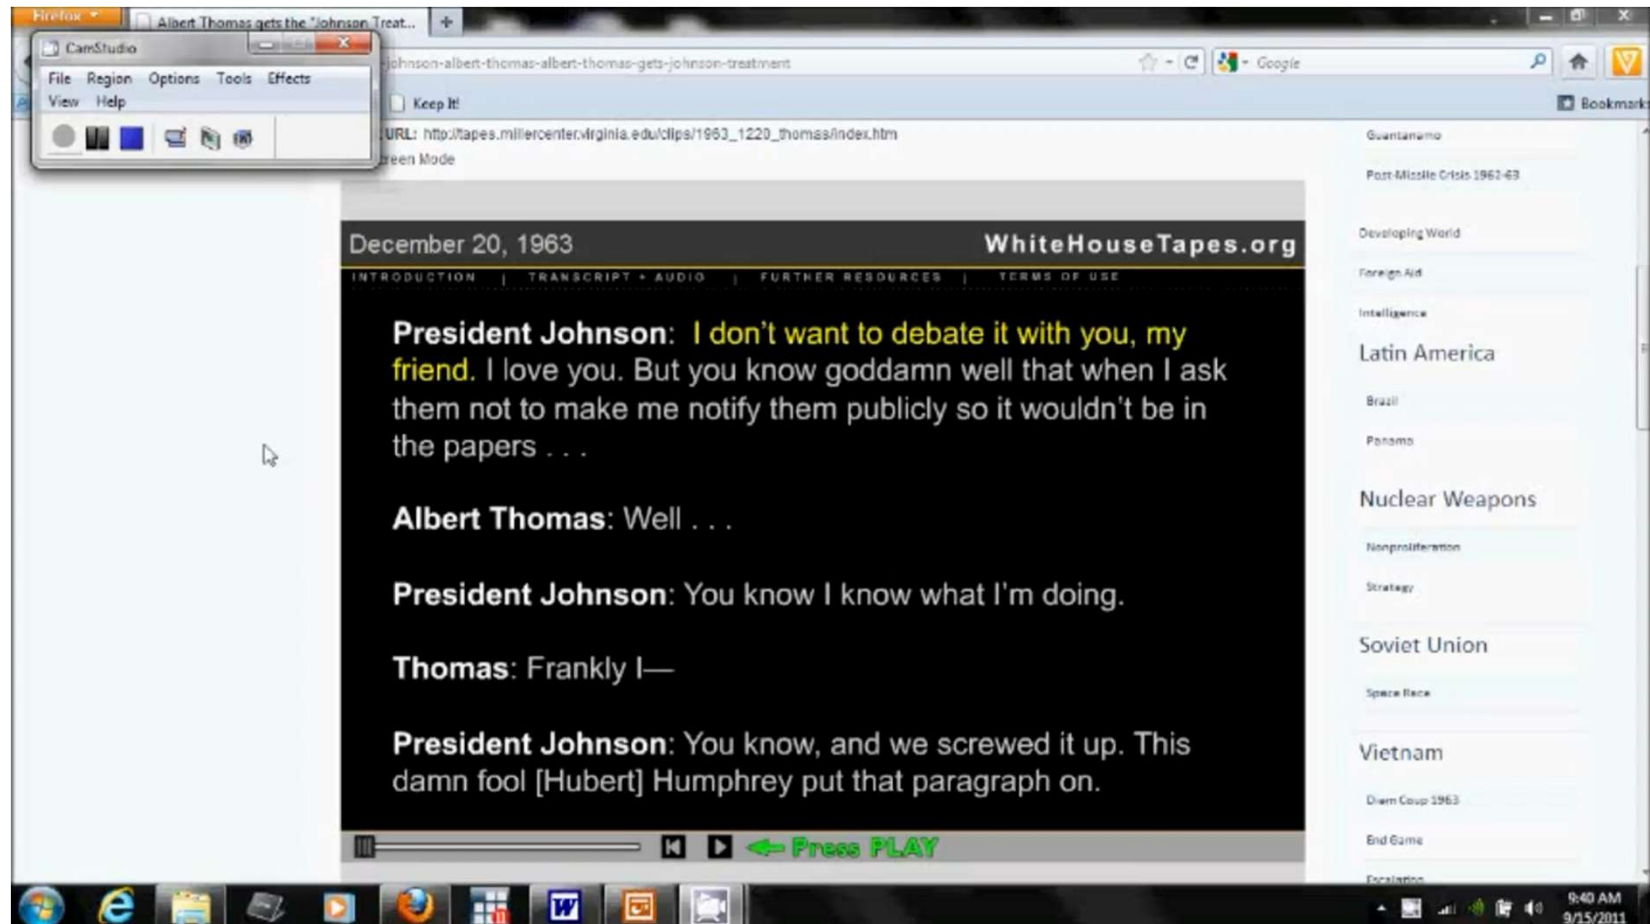 Firefox
Albert Thomas gets the "Johnson Treat...
+
CamStudio
File Region Options Tools Effects
View Help
johnson-albert-thomas-albert-thomas-gets-johnson-treatment
Google
Keep It!
Bookmarks
URL: http://tapes.millercenter.virginia.edu/clips/1963_1220_thomas/index.htm
reen Mode
December 20, 1963
WhiteHouseTapes.org
INTRODUCTION | TRANSCRIPT + AUDIO | FURTHER RESOURCES | TERMS OF USE
President Johnson: I don't want to debate it with you, my
friend. I love you. But you know goddamn well that when I ask
them not to make me notify them publicly so it wouldn't be in
the papers . . .
Albert Thomas: Well . . .
President Johnson: You know I know what I'm doing.
Thomas: Frankly I—
President Johnson: You know, and we screwed it up. This
damn fool [Hubert] Humphrey put that paragraph on.
Press PLAY
Guantanamo
Post-Missile Crisis 1962-63
Developing World
Foreign Aid
Intelligence
Latin America
Brazil
Panama
Nuclear Weapons
Nonproliferation
Strategy
Soviet Union
Space Race
Vietnam
Diem Coup 1963
End Game
Escalation
9:40 AM
9/15/2011